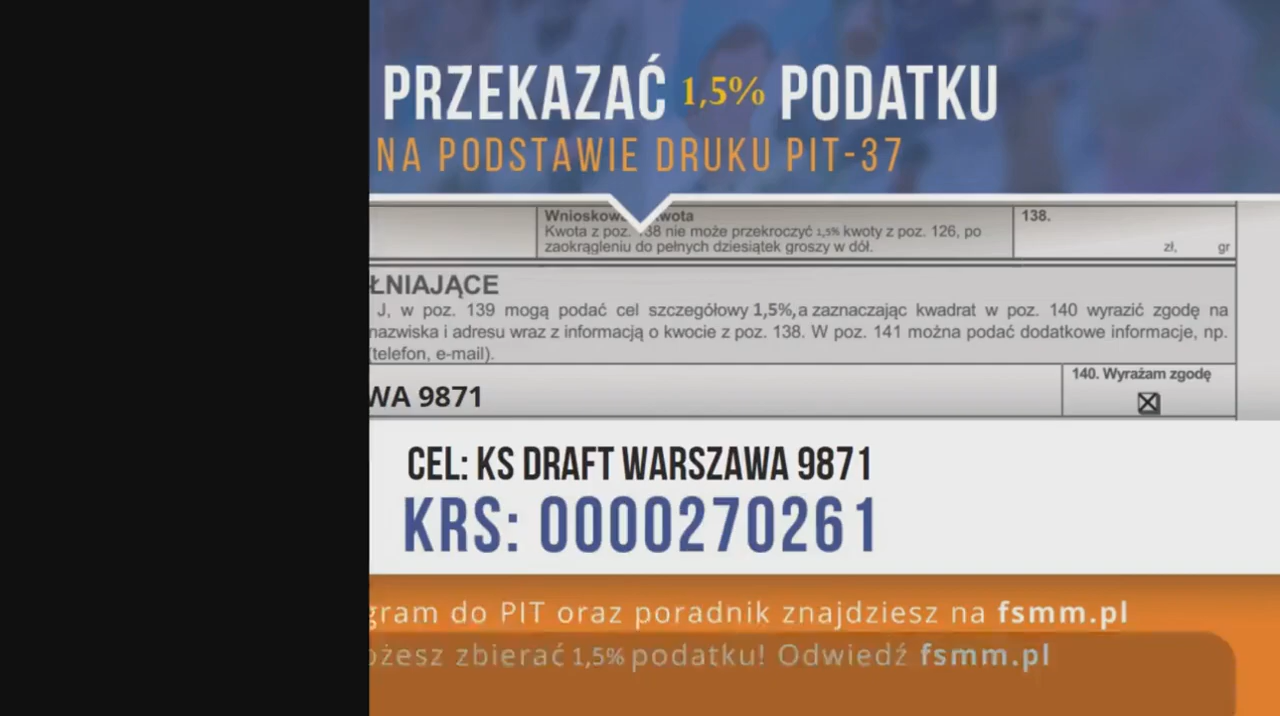 PRZEKAZAĆ 1,5% PODATKU
NA PODSTAWIE DRUKU PIT-37
138.
Kwota z poz. 138 nie może przekroczyć 1,5% kwoty z poz. 126, po
zaokrągleniu do pełnych dziesiątek groszy w dół.
zł, gr
ŁNIAJĄCE
J, w poz. 139 mogą podać cel szczegółowy 1,5%, a zaznaczając kwadrat w poz. 140 wyrazić zgodę na
nazwiska i adresu wraz z informacją o kwocie z poz. 138. W poz. 141 można podać dodatkowe informacje, np.
(telefon, e-mail).
140. Wyrażam zgodę
WA 9871
CEL: KS DRAFT WARSZAWA 9871
KRS: 0000270261
gram do PIT oraz poradnik znajdziesz na fsmm.pl
ożesz zbierać 1,5% podatku! Odwiedź fsmm.pl